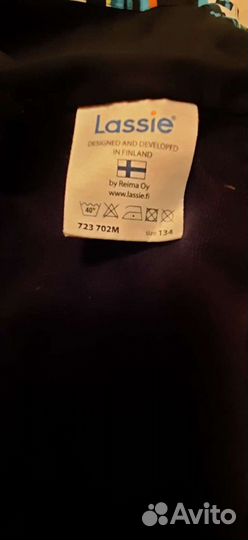 Lassie®
DESIGNED AND DEVELOPED
IN FINLAND
by Reima Oy
www.lassie.fi
40°
723 702M size 134
Avito